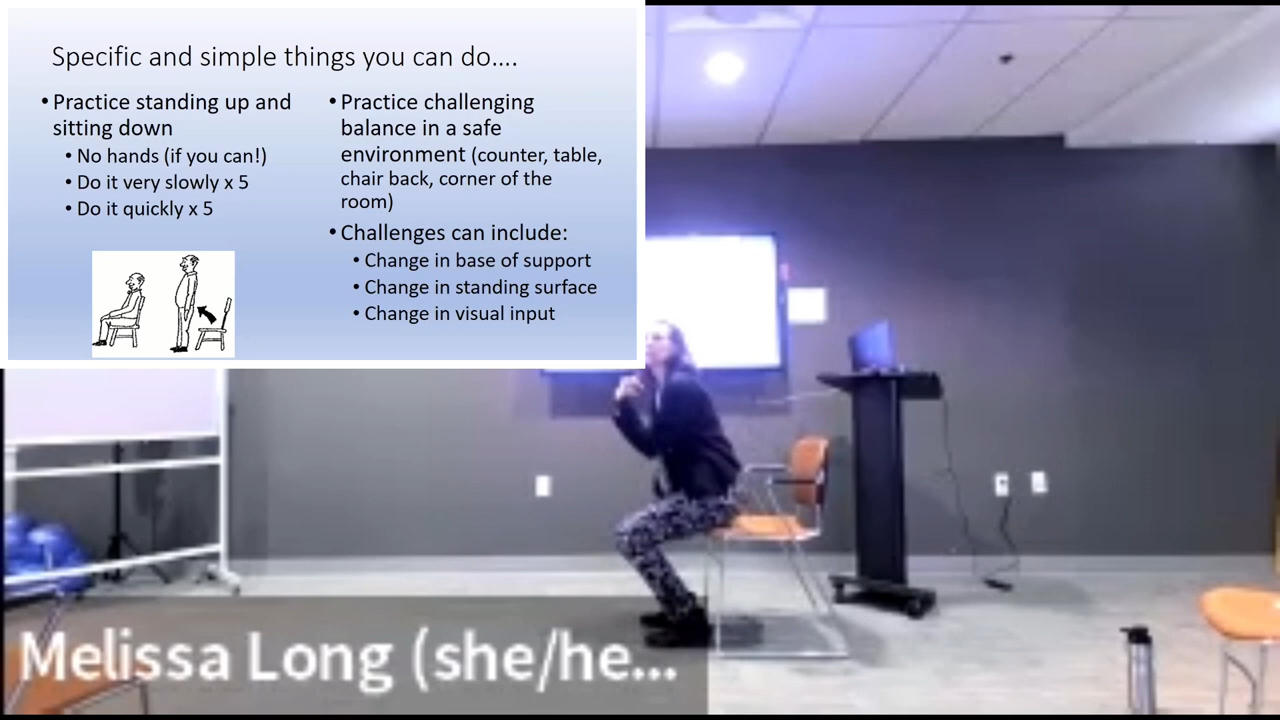 Specific and simple things you can do....
• Practice standing up and
sitting down
• No hands (if you can!)
• Do it very slowly x 5
• Do it quickly x 5
• Practice challenging
balance in a safe
environment (counter, table,
chair back, corner of the
room)
• Challenges can include:
• Change in base of support
• Change in standing surface
• Change in visual input
Melissa Long (she/he...